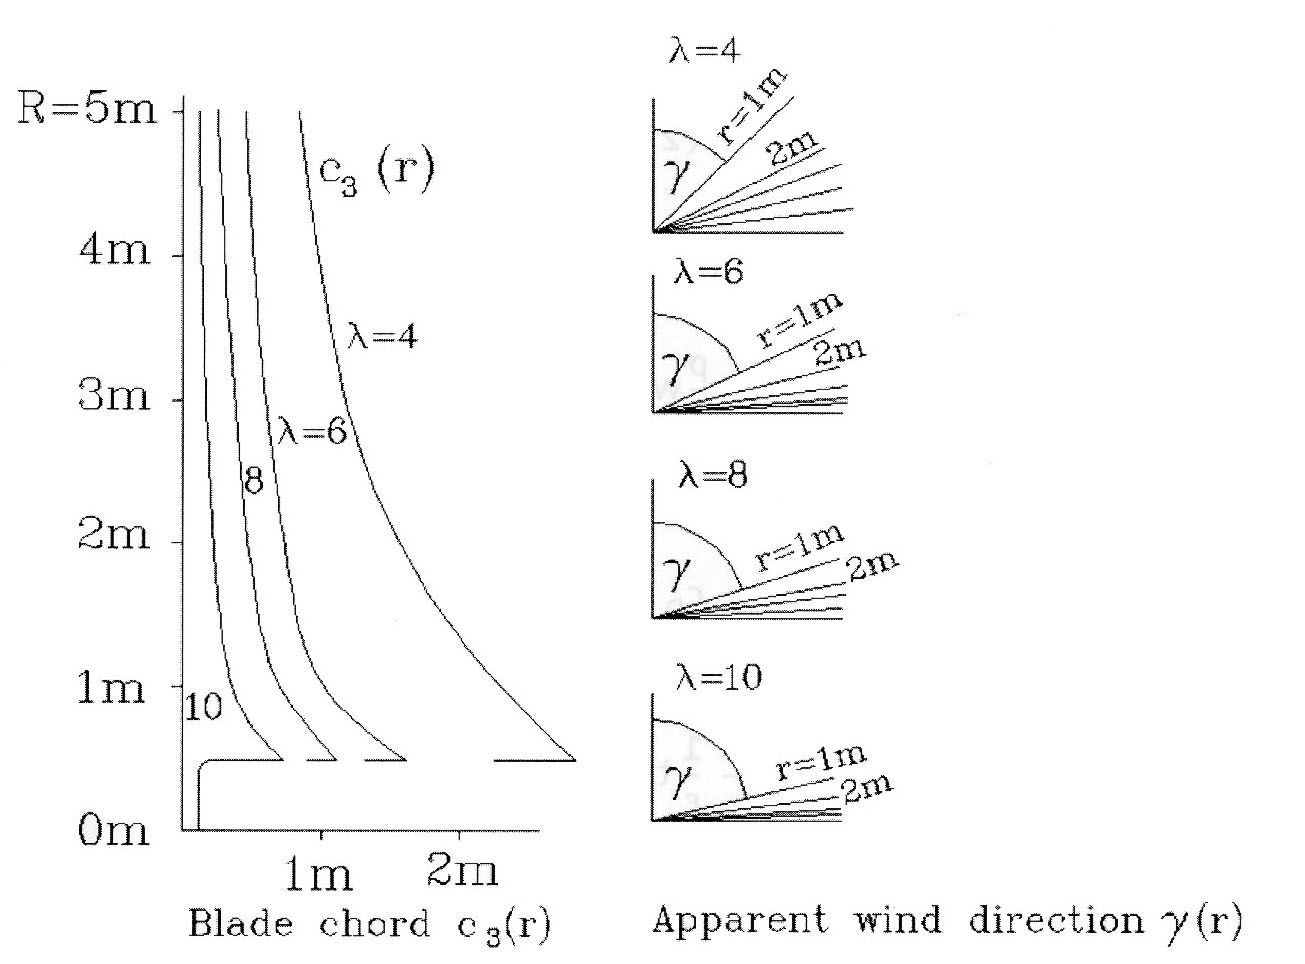 R=5m
4m
3m
2m
1m
0m
1m
2m
c₃ (r)
λ=4
λ=6
8
10
Blade chord c₃(r)
λ=4
r=1m
2m
γ
λ=6
r=1m
2m
γ
λ=8
r=1m
2m
γ
λ=10
r=1m
2m
γ
Apparent wind direction γ(r)